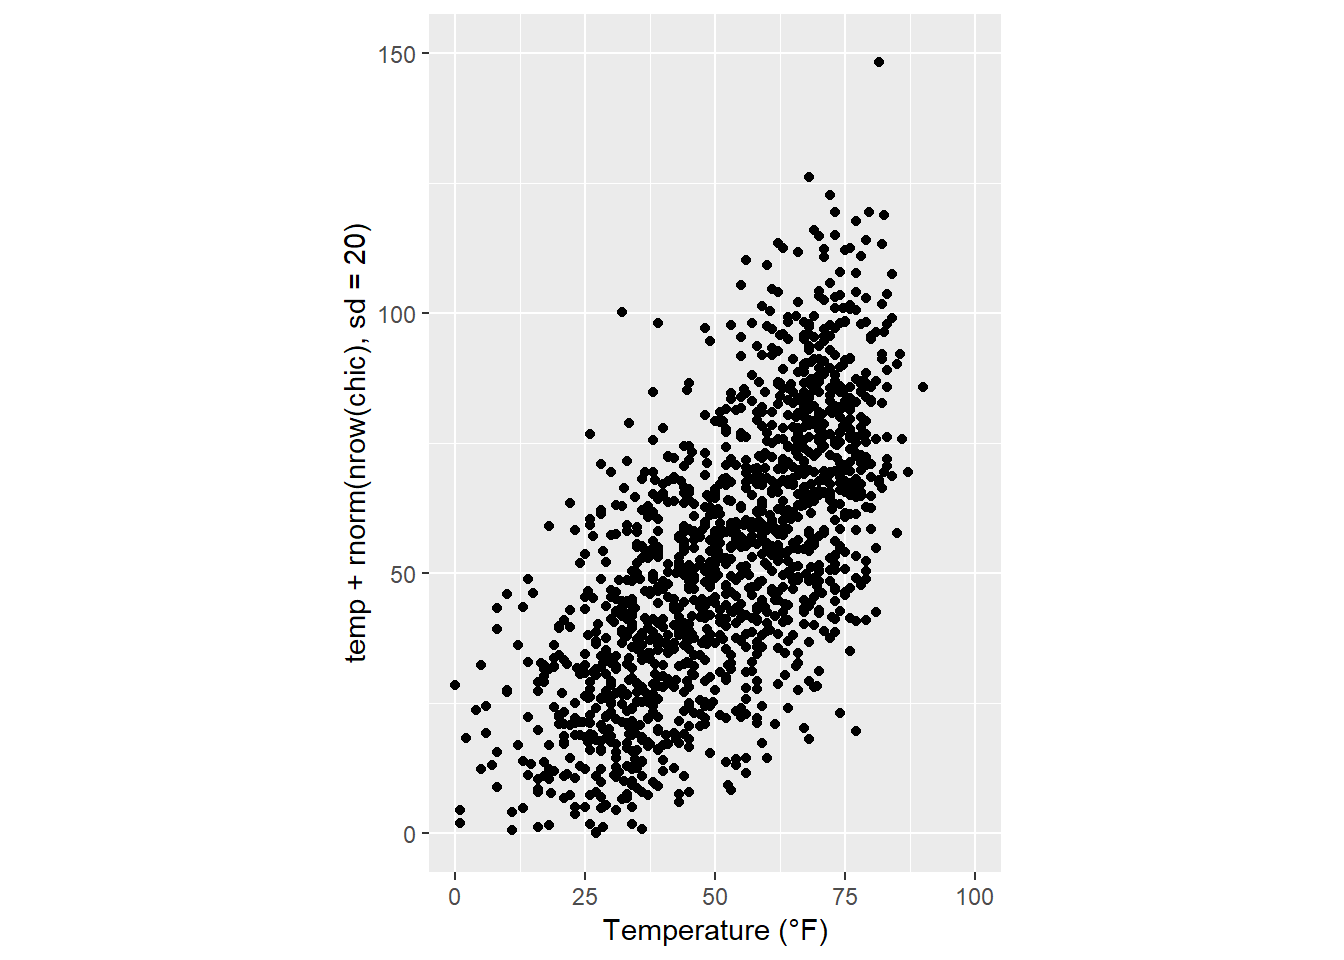 150
100
50
0
temp + rnorm(nrow(chic), sd = 20)
0 25 50 75 100
Temperature (°F)